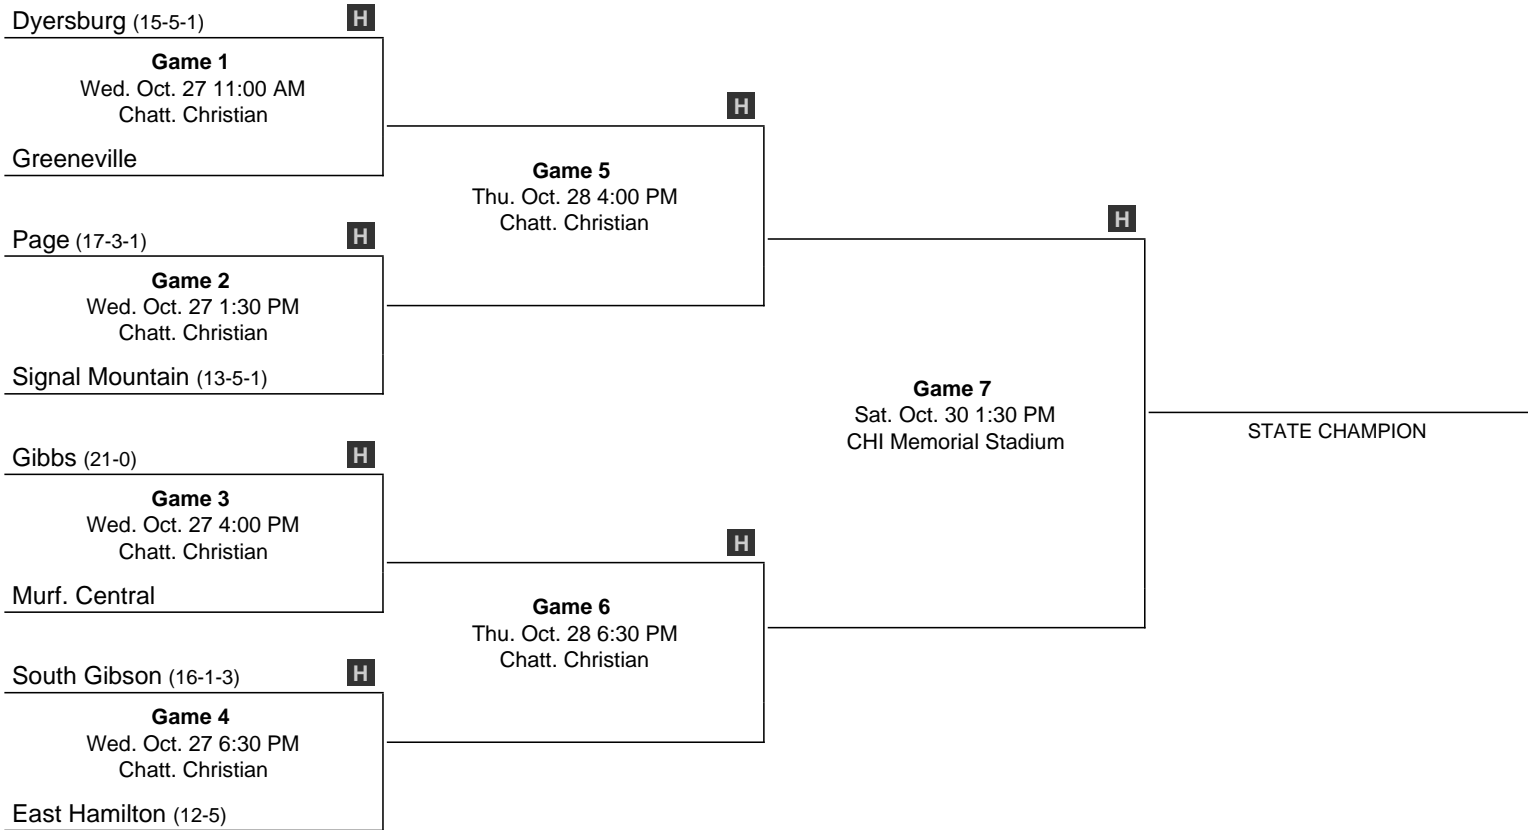 Dyersburg (15-5-1) H
Game 1
Wed. Oct. 27 11:00 AM
Chatt. Christian
Greeneville
H
Game 5
Thu. Oct. 28 4:00 PM
Chatt. Christian
Page (17-3-1) H
Game 2
Wed. Oct. 27 1:30 PM
Chatt. Christian
Signal Mountain (13-5-1)
H
Game 7
Sat. Oct. 30 1:30 PM
CHI Memorial Stadium
STATE CHAMPION
Gibbs (21-0) H
Game 3
Wed. Oct. 27 4:00 PM
Chatt. Christian
Murf. Central
H
Game 6
Thu. Oct. 28 6:30 PM
Chatt. Christian
South Gibson (16-1-3) H
Game 4
Wed. Oct. 27 6:30 PM
Chatt. Christian
East Hamilton (12-5)